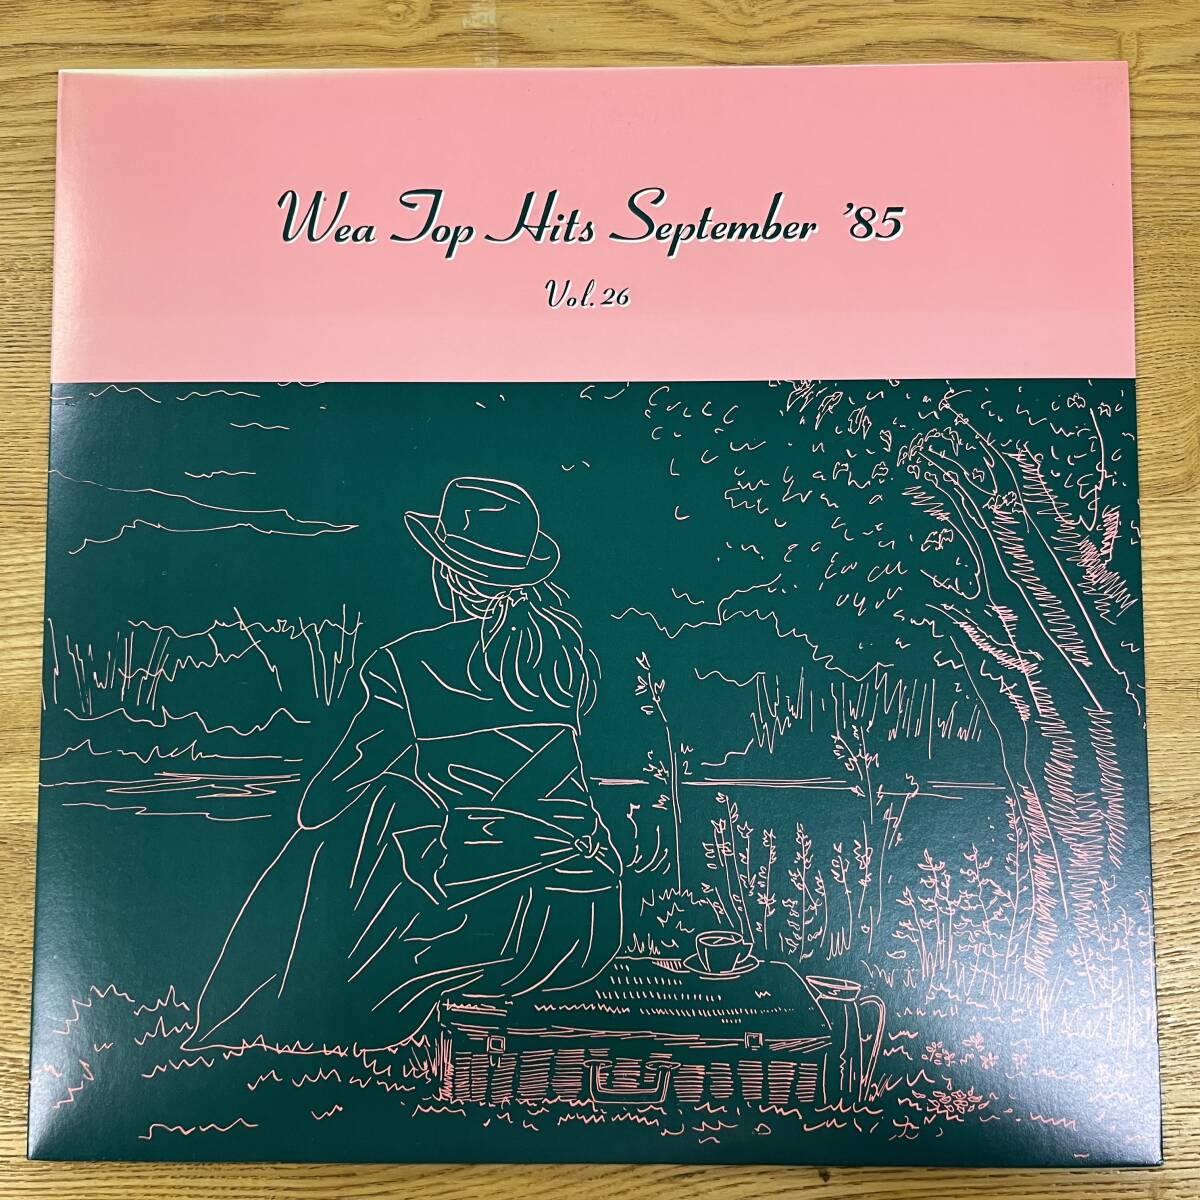 Wea Top Hits September '85
Vol. 26